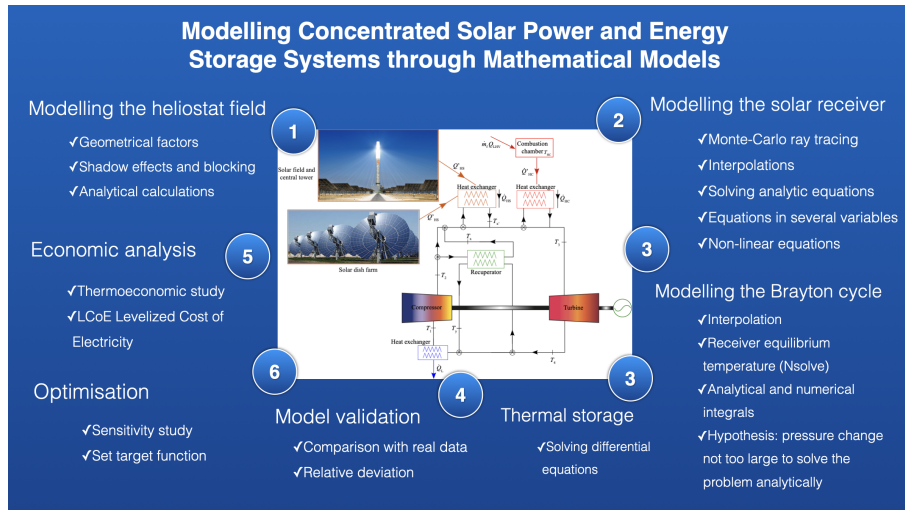 Modelling Concentrated Solar Power and Energy
Storage Systems through Mathematical Models
Modelling the heliostat field
✓Geometrical factors
✓Shadow effects and blocking
✓Analytical calculations
1
2
Modelling the solar receiver
✓Monte-Carlo ray tracing
✓Interpolations
✓Solving analytic equations
✓Equations in several variables
✓Non-linear equations
Solar field and
central tower
Solar dish farm
Combustion
chamber
Heat exchanger
Heat exchanger
Recuperator
Compressor
Turbine
Heat exchanger
Economic analysis
5
✓Thermoeconomic study
✓LCoE Levelized Cost of
Electricity
3
Modelling the Brayton cycle
✓Interpolation
✓Receiver equilibrium
temperature (Nsolve)
✓Analytical and numerical
integrals
✓Hypothesis: pressure change
not too large to solve the
problem analytically
Optimisation
6
✓Sensitivity study
✓Set target function
4
Model validation
✓Comparison with real data
✓Relative deviation
3
Thermal storage
✓Solving differential
equations